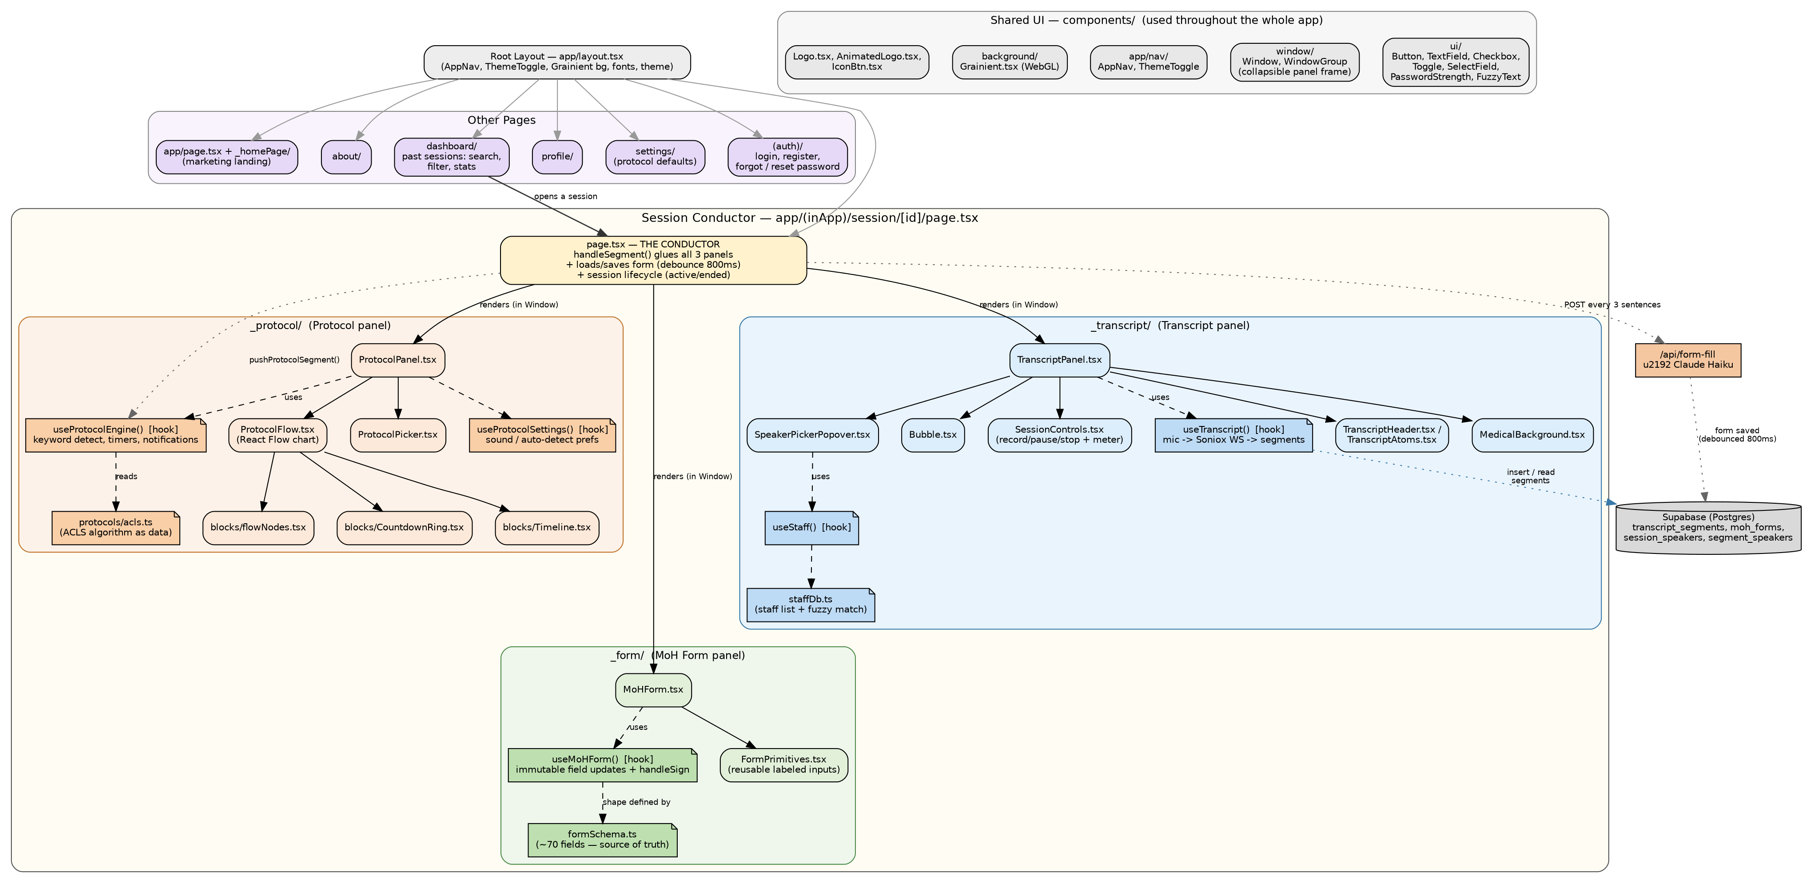 Shared UI — components/  (used throughout the whole app)
Logo.tsx, AnimatedLogo.tsx,
IconBtn.tsx
background/
Grainient.tsx (WebGL)
app/nav/
AppNav, ThemeToggle
window/
Window, WindowGroup
(collapsible panel frame)
ui/
Button, TextField, Checkbox,
Toggle, SelectField,
PasswordStrength, FuzzyText
Root Layout — app/layout.tsx
(AppNav, ThemeToggle, Grainient bg, fonts, theme)
Other Pages
app/page.tsx + _homePage/
(marketing landing)
about/
dashboard/
past sessions: search,
filter, stats
profile/
settings/
(protocol defaults)
(auth)/
login, register,
forgot / reset password
opens a session
Session Conductor — app/(inApp)/session/[id]/page.tsx
page.tsx — THE CONDUCTOR
handleSegment() glues all 3 panels
+ loads/saves form (debounce 800ms)
+ session lifecycle (active/ended)
renders (in Window)
renders (in Window)
POST every 3 sentences
_protocol/  (Protocol panel)
ProtocolPanel.tsx
pushProtocolSegment()
uses
useProtocolEngine()  [hook]
keyword detect, timers, notifications
ProtocolFlow.tsx
(React Flow chart)
ProtocolPicker.tsx
useProtocolSettings()  [hook]
sound / auto-detect prefs
reads
protocols/acls.ts
(ACLS algorithm as data)
blocks/flowNodes.tsx
blocks/CountdownRing.tsx
blocks/Timeline.tsx
renders (in Window)
_transcript/  (Transcript panel)
TranscriptPanel.tsx
uses
SpeakerPickerPopover.tsx
Bubble.tsx
SessionControls.tsx
(record/pause/stop + meter)
useTranscript()  [hook]
mic -> Soniox WS -> segments
TranscriptHeader.tsx /
TranscriptAtoms.tsx
MedicalBackground.tsx
uses
insert / read
segments
useStaff()  [hook]
staffDb.ts
(staff list + fuzzy match)
/api/form-fill
u2192 Claude Haiku
form saved
(debounced 800ms)
Supabase (Postgres)
transcript_segments, moh_forms,
session_speakers, segment_speakers
_form/  (MoH Form panel)
MoHForm.tsx
uses
useMoHForm()  [hook]
immutable field updates + handleSign
FormPrimitives.tsx
(reusable labeled inputs)
shape defined by
formSchema.ts
(~70 fields — source of truth)